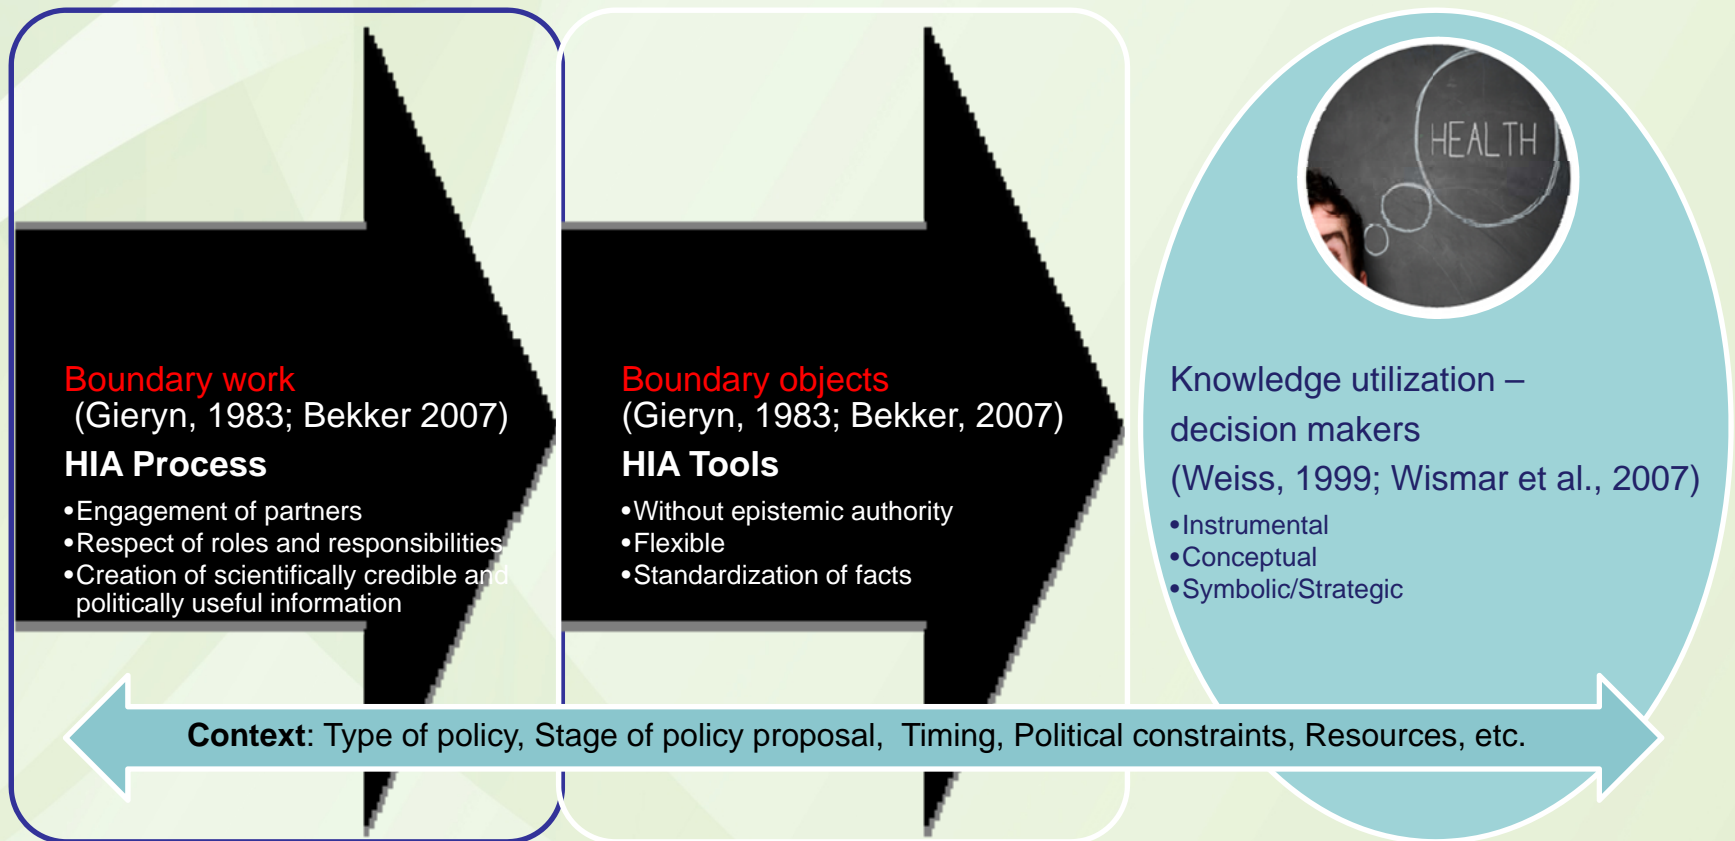 Boundary work
(Gieryn, 1983; Bekker 2007)
HIA Process
•Engagement of partners
•Respect of roles and responsibilities
•Creation of scientifically credible and
politically useful information
Boundary objects
(Gieryn, 1983; Bekker, 2007)
HIA Tools
•Without epistemic authority
•Flexible
•Standardization of facts
HEALTH
Knowledge utilization –
decision makers
(Weiss, 1999; Wismar et al., 2007)
•Instrumental
•Conceptual
•Symbolic/Strategic
Context: Type of policy, Stage of policy proposal, Timing, Political constraints, Resources, etc.